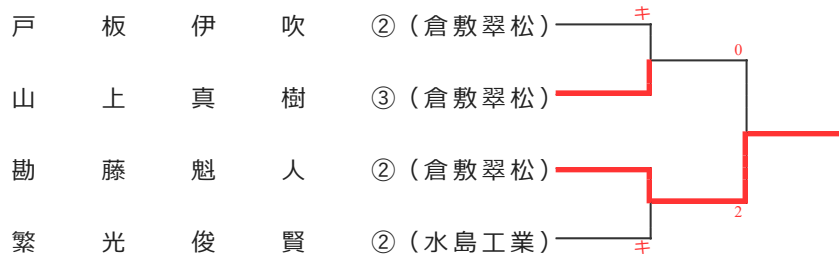 戸板伊吹 ②（倉敷翠松） キ
0
山上真樹 ③（倉敷翠松）
勘藤魁人 ②（倉敷翠松）
2
繁光俊賢 ②（水島工業） キ